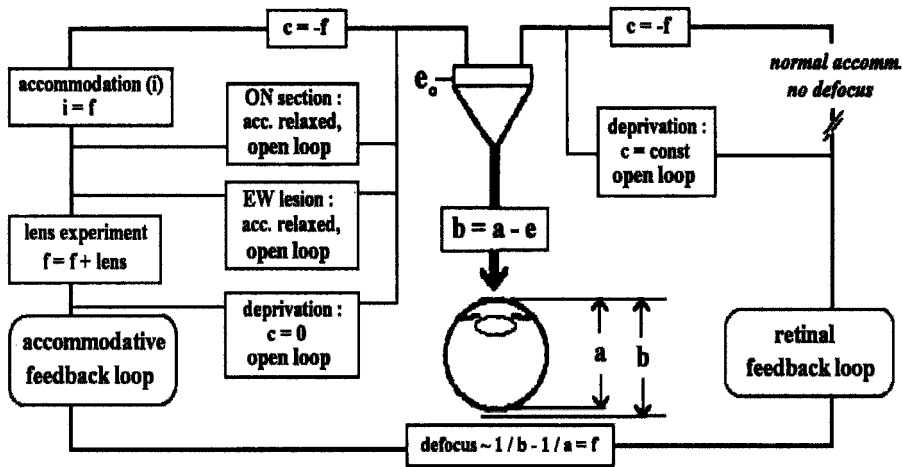 c = -f
c = -f
accommodation (i)
i = f
e_o
normal accomm.
no defocus
ON section :
acc. relaxed,
open loop
deprivation :
c = const
open loop
EW lesion :
acc. relaxed,
open loop
b = a - e
lens experiment
f = f + lens
deprivation :
c = 0
open loop
accommodative
feedback loop
a
b
retinal
feedback loop
defocus ~ 1 / b - 1 / a = f